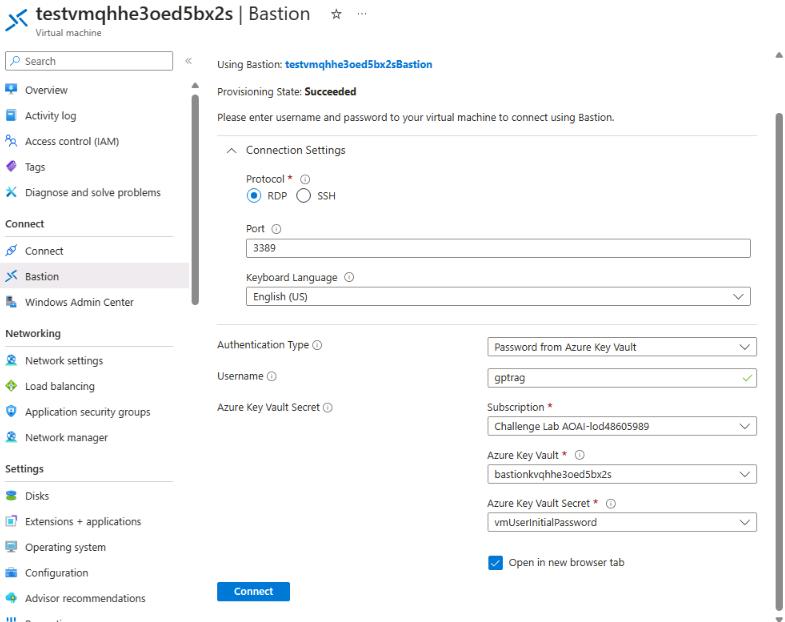 testvmqhhe3oed5bx2s | Bastion ☆ ...
Virtual machine
Search
«
Overview
Activity log
Access control (IAM)
Tags
Diagnose and solve problems
Connect
Connect
Bastion
Windows Admin Center
Networking
Network settings
Load balancing
Application security groups
Network manager
Settings
Disks
Extensions + applications
Operating system
Configuration
Advisor recommendations
Using Bastion: testvmqhhe3oed5bx2sBastion
Provisioning State: Succeeded
Please enter username and password to your virtual machine to connect using Bastion.
Connection Settings
Protocol *
RDP SSH
Port
3389
Keyboard Language
English (US)
Authentication Type
Password from Azure Key Vault
Username
gptrag
Azure Key Vault Secret
Subscription *
Challenge Lab AOAI-lod48605989
Azure Key Vault *
bastionkvqhhe3oed5bx2s
Azure Key Vault Secret *
vmUserInitialPassword
Open in new browser tab
Connect